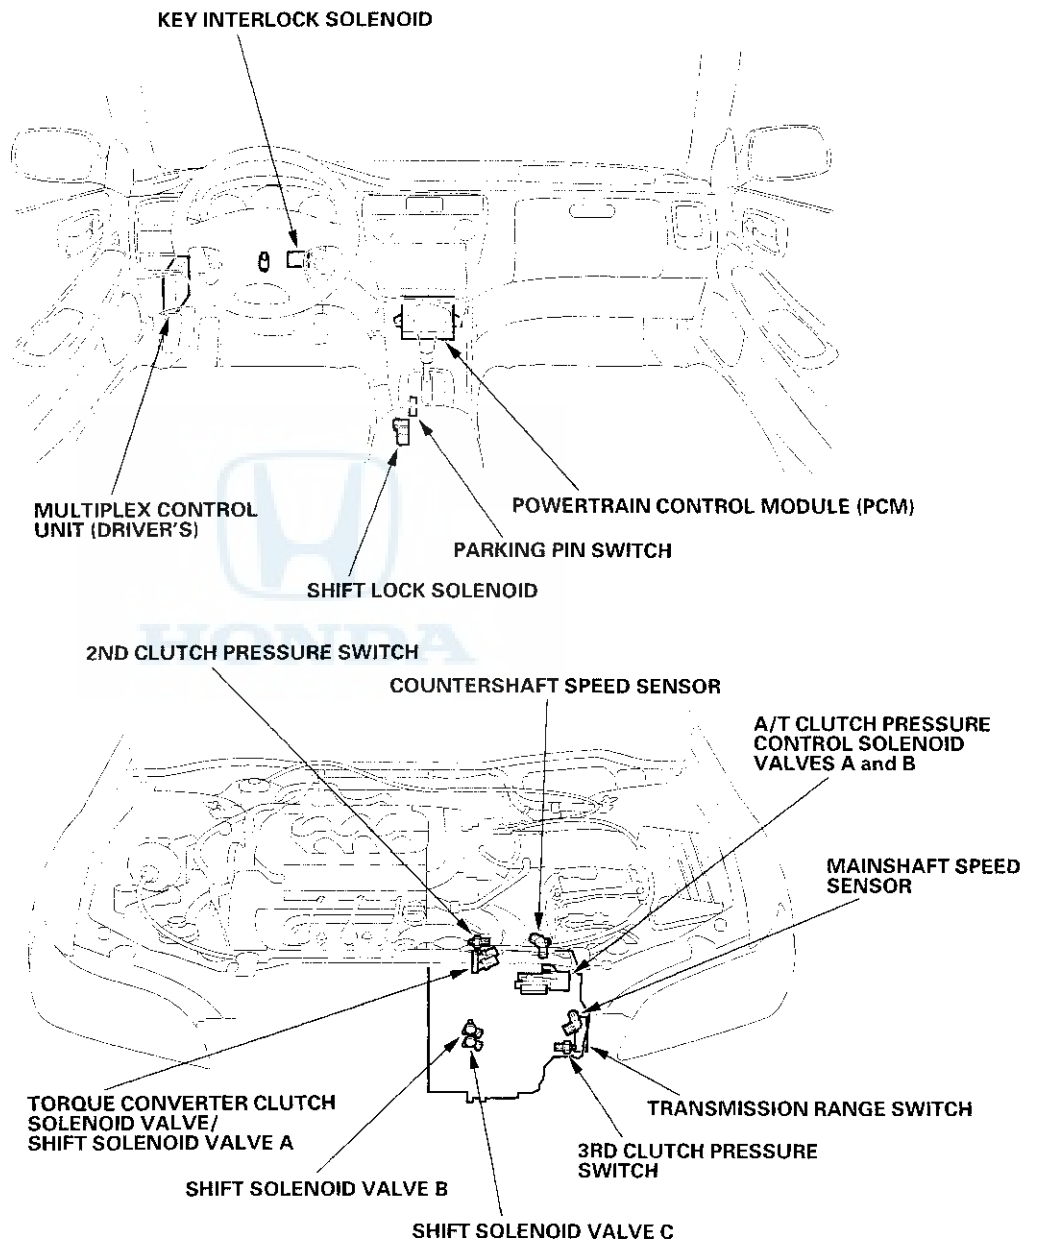 KEY INTERLOCK SOLENOID
MULTIPLEX CONTROL
UNIT (DRIVER'S)
POWERTRAIN CONTROL MODULE (PCM)
PARKING PIN SWITCH
SHIFT LOCK SOLENOID
HONDA
2ND CLUTCH PRESSURE SWITCH
COUNTERSHAFT SPEED SENSOR
A/T CLUTCH PRESSURE
CONTROL SOLENOID
VALVES A and B
MAINSHAFT SPEED
SENSOR
TORQUE CONVERTER CLUTCH
SOLENOID VALVE/
SHIFT SOLENOID VALVE A
TRANSMISSION RANGE SWITCH
3RD CLUTCH PRESSURE
SWITCH
SHIFT SOLENOID VALVE B
SHIFT SOLENOID VALVE C